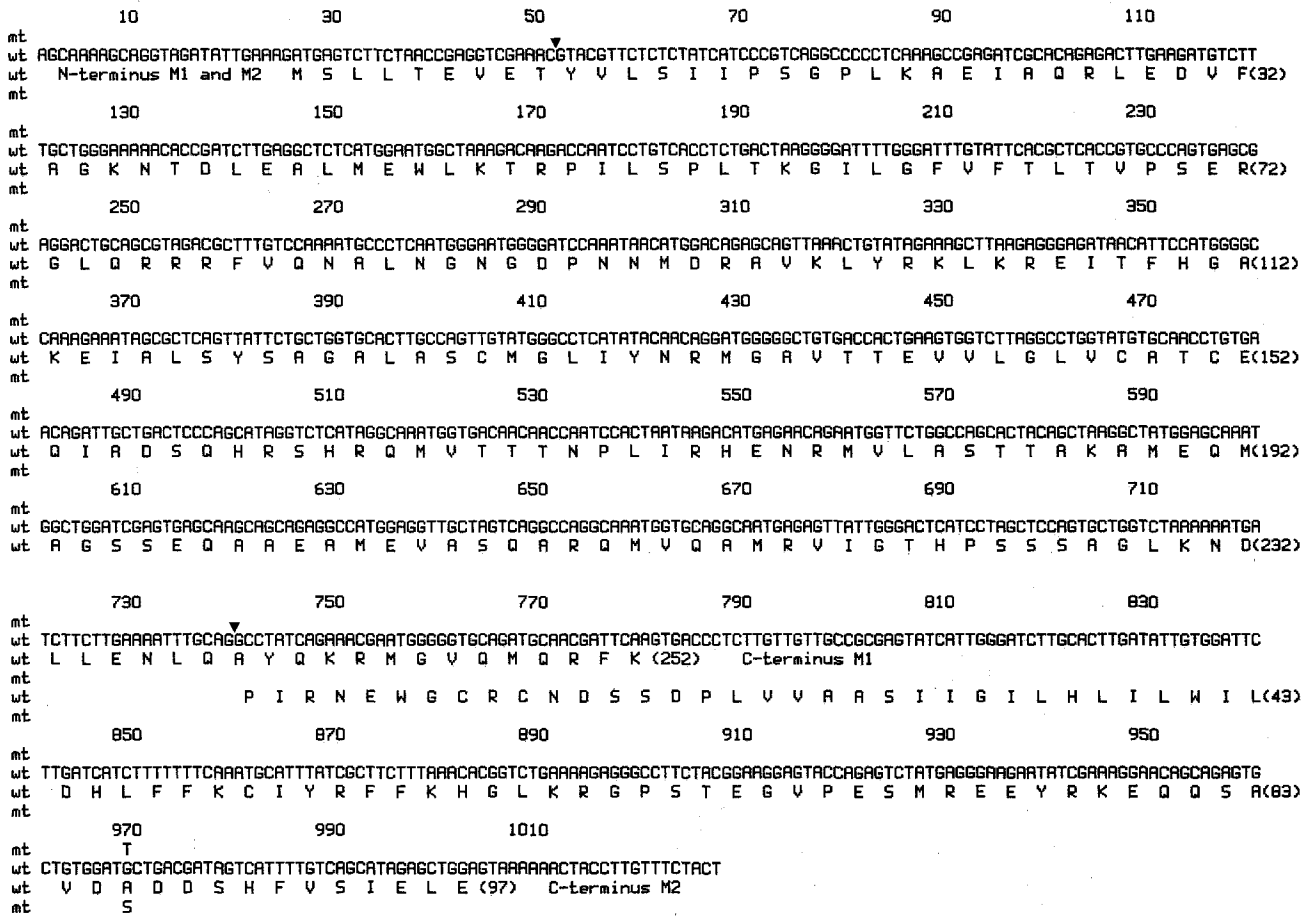 10 30 50 70 90 110
mt
wt AGCAAAAGCAGGTAGATATTGAAAGATGAGTCTTCTAACCGAGGTCGAAACGTACGTTCTCTCTATCATCCCGTCAGGCCCCCTCAAAGCCGAGATCGCACAGAGACTTGAAGATGTCTT
wt N-terminus M1 and M2 M S L L T E V E T Y V L S I I P S G P L K A E I A Q R L E D V F(32)
mt
130 150 170 190 210 230
mt
wt TGCTGGGAAAAACACCGATCTTGAGGCTCTCATGGAATGGCTAAAGACAAGACCAATCCTGTCACCTCTGACTAAGGGGATTTTGGGATTTGTATTCACGCTCACCGTGCCCAGTGAGCG
wt A G K N T D L E A L M E W L K T R P I L S P L T K G I L G F V F T L T V P S E R(72)
mt
250 270 290 310 330 350
mt
wt AGGACTGCAGCGTAGACGCTTTGTCCAAAATGCCCTCAATGGGAATGGGGATCCAAATAACATGGACAGAGCAGTTAAACTGTATAGAAAGCTTAAGAGGGAGATAACATTCCATGGGGC
wt G L Q R R R F V Q N A L N G N G D P N N M D R A V K L Y R K L K R E I T F H G A(112)
mt
370 390 410 430 450 470
mt
wt CAAAGAAATAGCGCTCAGTTATTCTGCTGGTGCACTTGCCAGTTGTATGGGCCTCATATACAACAGGATGGGGGCTGTGACCACTGAAGTGGTCTTAGGCCTGGTATGTGCAACCTGTGA
wt K E I A L S Y S A G A L A S C M G L I Y N R M G A V T T E V V L G L V C A T C E(152)
mt
490 510 530 550 570 590
mt
wt ACAGATTGCTGACTCCCAGCATAGGTCTCATAGGCAAATGGTGACAACAACCAATCCACTAATAAGACATGAGAACAGAATGGTTCTGGCCAGCACTACAGCTAAGGCTATGGAGCAAAT
wt Q I A D S Q H R S H R Q M V T T T N P L I R H E N R M V L A S T T A K A M E Q M(192)
mt
610 630 650 670 690 710
mt
wt GGCTGGATCGAGTGAGCAAGCAGCAGAGGCCATGGAGGTTGCTAGTCAGGCCAGGCAAATGGTGCAGGCAATGAGAGTTATTGGGACTCATCCTAGCTCCAGTGCTGGTCTAAAAAATGA
wt A G S S E Q A A E A M E V A S Q A R Q M V Q A M R V I G T H P S S S A G L K N D(232)
730 750 770 790 810 830
mt
wt TCTTCTTGAAAATTTGCAGGCCTATCAGAAACGAATGGGGGTGCAGATGCAACGATTCAAGTGACCCTCTTGTTGTTGCCGCGAGTATCATTGGGATCTTGCACTTGATATTGTGGATTC
wt L L E N L Q A Y Q K R M G V Q M Q R F K (252) C-terminus M1
mt
wt P I R N E W G C R C N D S S D P L V V A A S I I G I L H L I L W I L(43)
mt
850 870 890 910 930 950
mt
wt TTGATCATCTTTTTTTCAAATGCATTTATCGCTTCTTTAAACACGGTCTGAAAAGAGGGCCTTCTACGGAAGGAGTACCAGAGTCTATGAGGGAAGAATATCGAAAGGAACAGCAGAGTG
wt D H L F F K C I Y R F F K H G L K R G P S T E G V P E S M R E E Y R K E Q Q S A(83)
mt
970 990 1010
mt T
wt CTGTGGATGCTGACGATAGTCATTTTGTCAGCATAGAGCTGGAGTAAAAAACTACCTTGTTTCTACT
wt V D A D D S H F V S I E L E (97) C-terminus M2
mt S